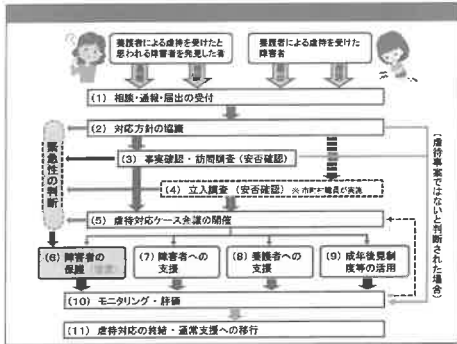 養護者による虐待を受けたと
思われる障害者を発見した者
養護者による虐待を受けた
障害者
(1) 相談・通報・届出の受付
(2) 対応方針の協議
(3) 事実確認・訪問調査(安否確認)
(4) 立入調査(安否確認) ※市町村職員が実施
(5) 虐待対応ケース会議の開催
緊急性の判断
(6) 障害者の
保護
(7) 障害者への
支援
(8) 養護者への
支援
(9) 成年後見制
度等の活用
(10) モニタリング・評価
(11) 虐待対応の終結・通常支援への移行
(虐待事案ではないと判断された場合)